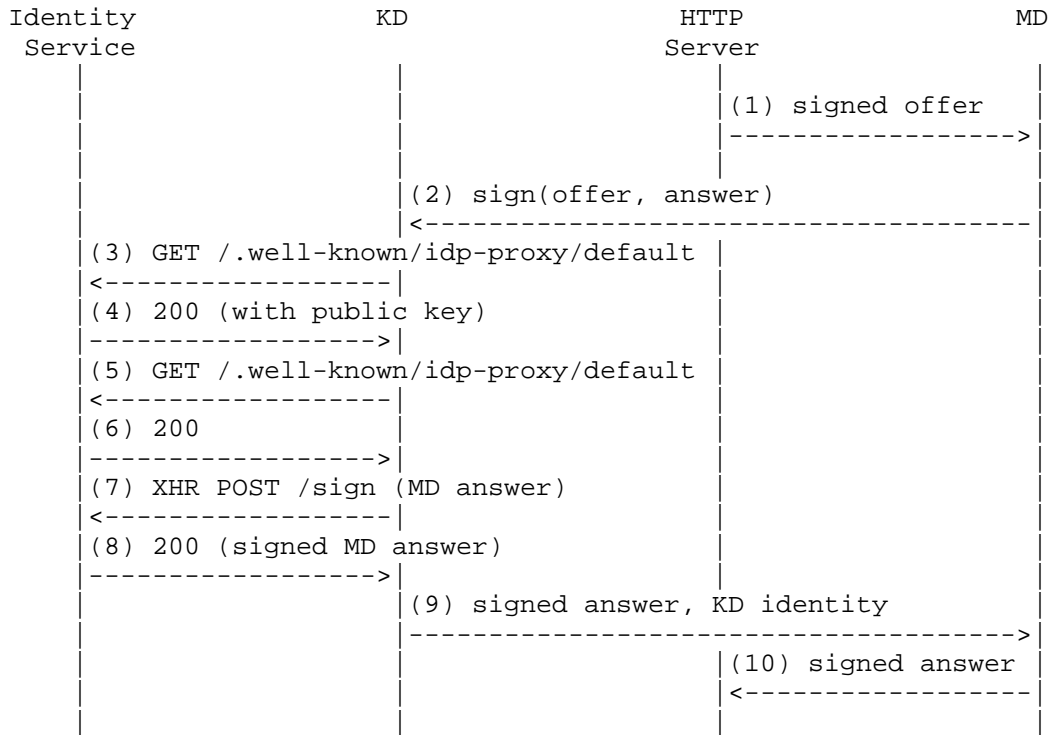 Identity KD HTTP MD
Service Server
(1) signed offer
(2) sign(offer, answer)
(3) GET /.well-known/idp-proxy/default
(4) 200 (with public key)
(5) GET /.well-known/idp-proxy/default
(6) 200
(7) XHR POST /sign (MD answer)
(8) 200 (signed MD answer)
(9) signed answer, KD identity
(10) signed answer